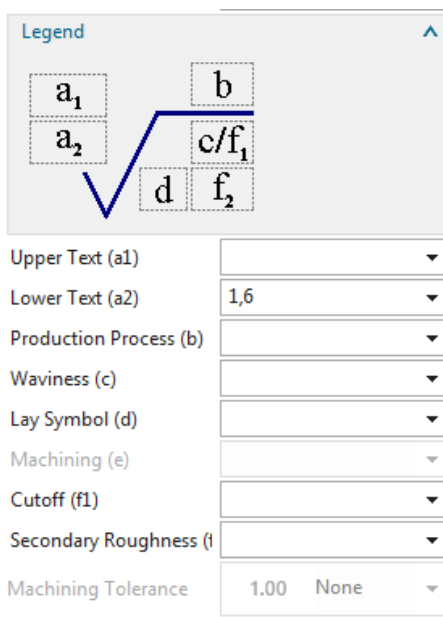 Legend
a1 b
a2 c/f1
d f2
Upper Text (a1)
Lower Text (a2) 1,6
Production Process (b)
Waviness (c)
Lay Symbol (d)
Machining (e)
Cutoff (f1)
Secondary Roughness (f
Machining Tolerance 1.00 None